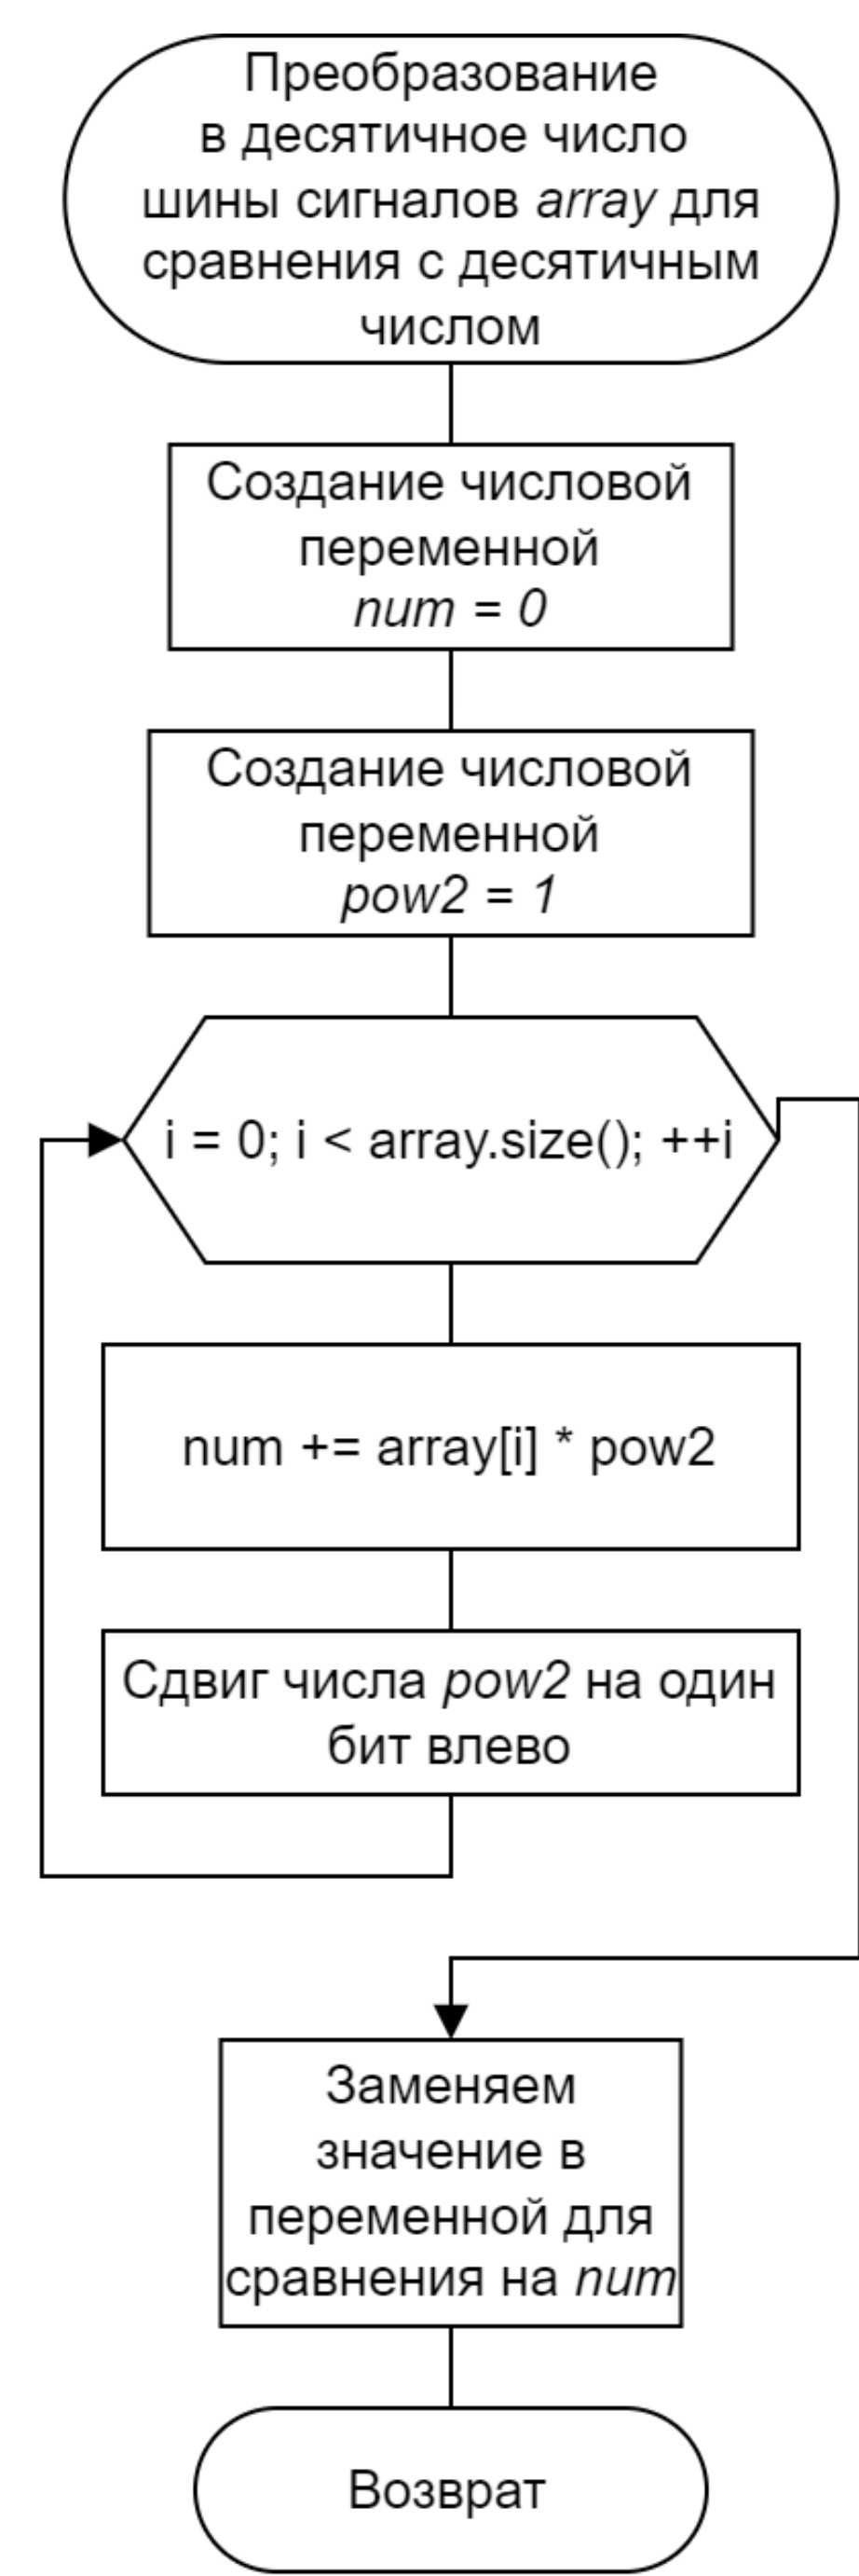 Преобразование
в десятичное число
шины сигналов array для
сравнения с десятичным
числом
Создание числовой
переменной
num = 0
Создание числовой
переменной
pow2 = 1
i = 0; i < array.size(); ++i
num += array[i] * pow2
Сдвиг числа pow2 на один
бит влево
Заменяем
значение в
переменной для
сравнения на num
Возврат